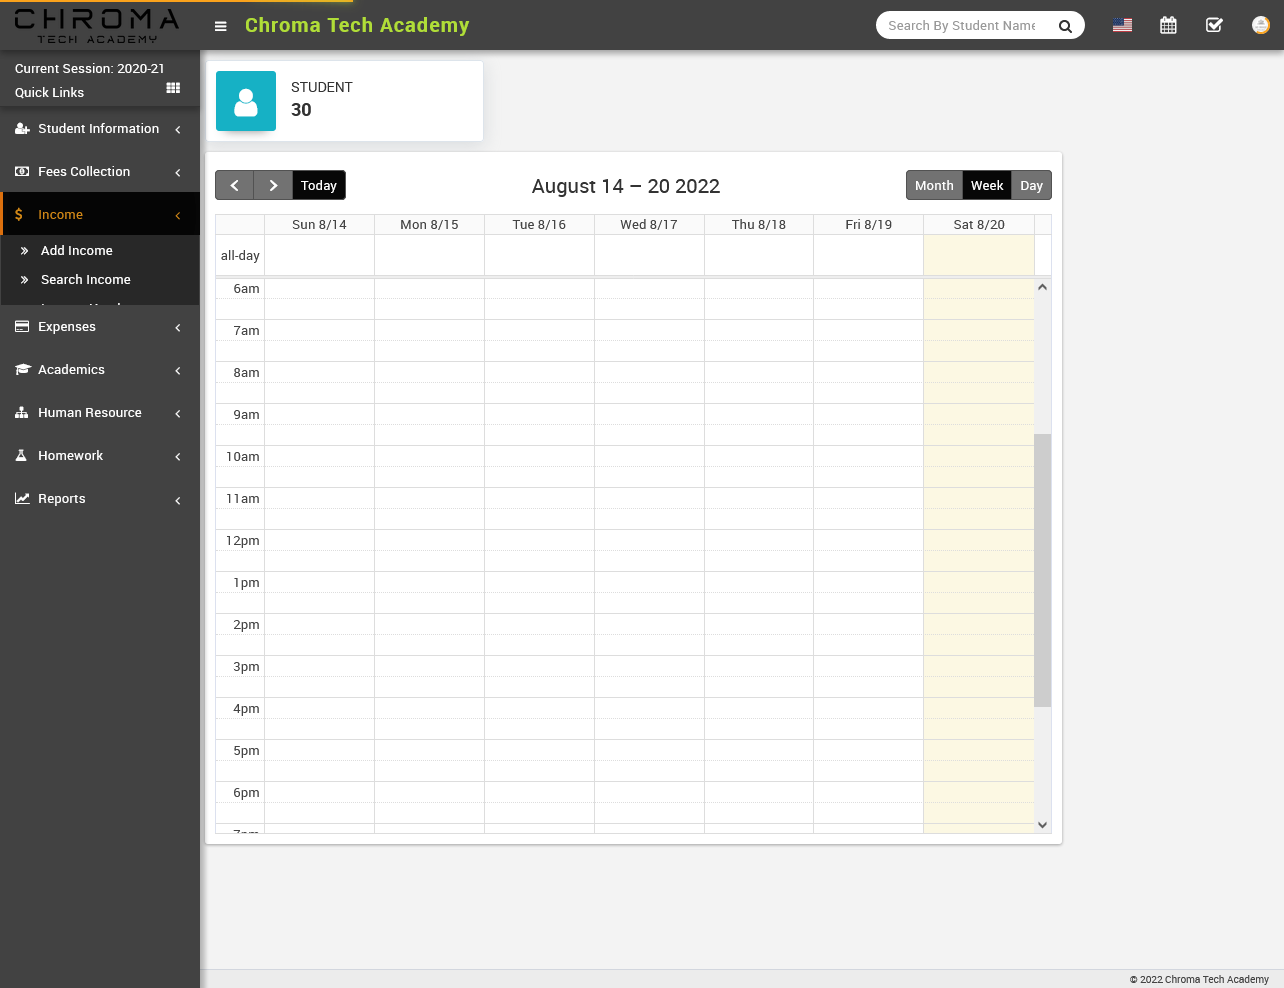 CHROMA
TECH ACADEMY
Chroma Tech Academy
Search By Student Name
Current Session: 2020-21
Quick Links
Student Information
Fees Collection
Income
Add Income
Search Income
Expenses
Academics
Human Resource
Homework
Reports
STUDENT
30
Today
August 14 – 20 2022
Month Week Day
Sun 8/14 Mon 8/15 Tue 8/16 Wed 8/17 Thu 8/18 Fri 8/19 Sat 8/20
all-day
6am
7am
8am
9am
10am
11am
12pm
1pm
2pm
3pm
4pm
5pm
6pm
7pm
© 2022 Chroma Tech Academy